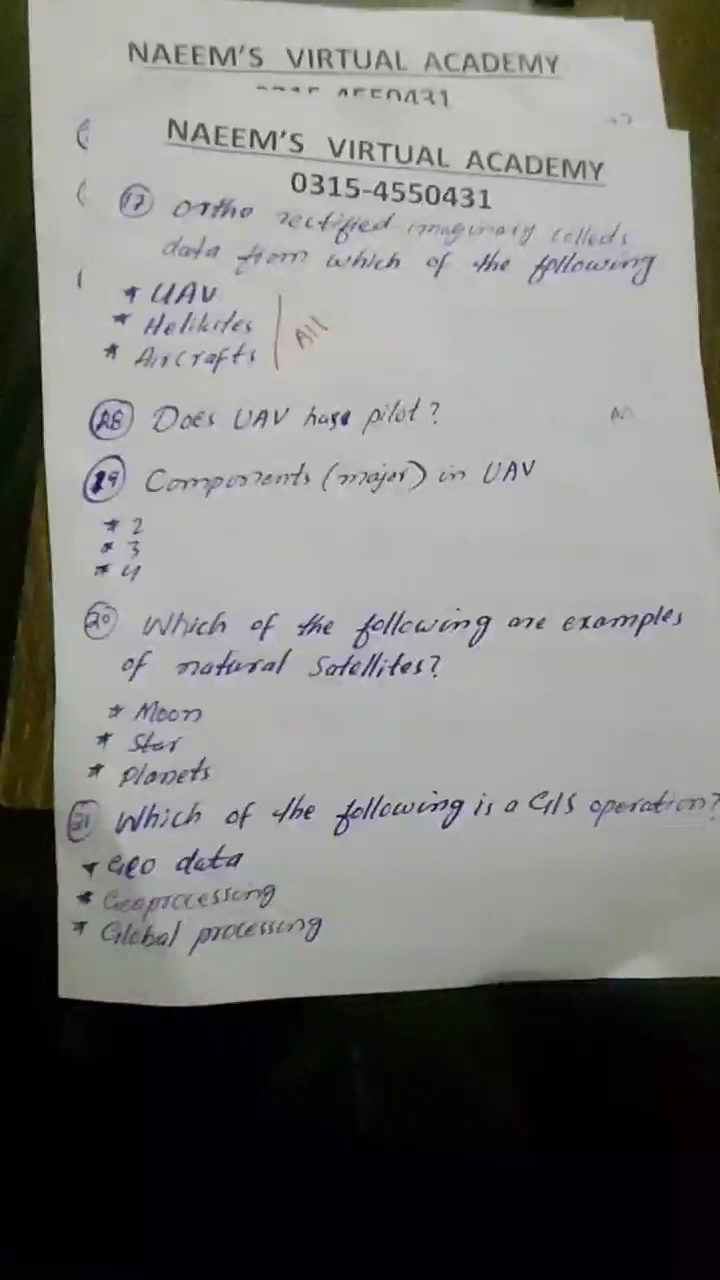 NAEEM'S VIRTUAL ACADEMY
NAEEM'S VIRTUAL ACADEMY
0315-4550431
17 Ortho rectified imaginary collects
data from which of the following
* UAV
* Helikites
* Aircrafts
All
18 Does UAV have pilot?
19 Components (major) in UAV
* 2
* 3
* 4
20 Which of the following are examples
of natural Satellites?
* Moon
* Star
* Planets
21 Which of the following is a GIS operation?
* Geo data
* Geoprocessing
* Global processing